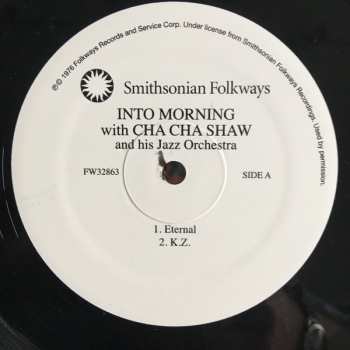 ℗© 1976 Folkways Records and Service Corp. Under license from Smithsonian Folkways Recordings. Used by permission.
Smithsonian Folkways
INTO MORNING
with CHA CHA SHAW
and his Jazz Orchestra
FW32863 SIDE A
1. Eternal
2. K.Z.